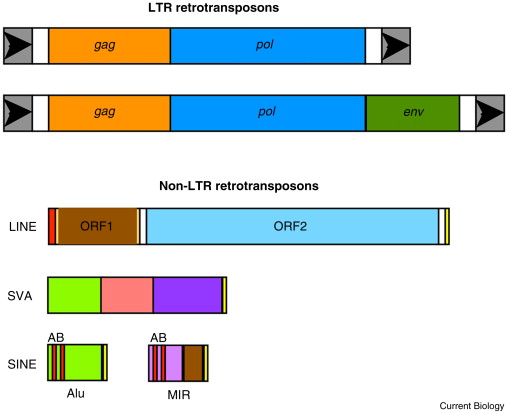 LTR retrotransposons
gag pol
gag pol env
Non-LTR retrotransposons
LINE ORF1 ORF2
SVA
AB AB
SINE
Alu MIR
Current Biology